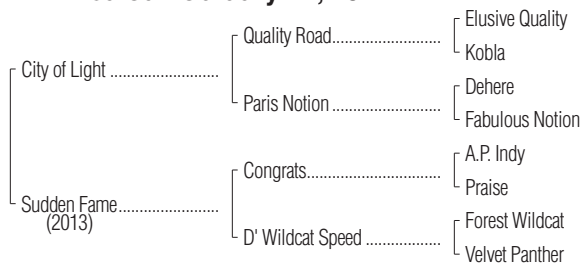 Elusive Quality
Quality Road
Kobla
City of Light
Dehere
Paris Notion
Fabulous Notion
A.P. Indy
Congrats
Praise
Sudden Fame
(2013)
Forest Wildcat
D' Wildcat Speed
Velvet Panther